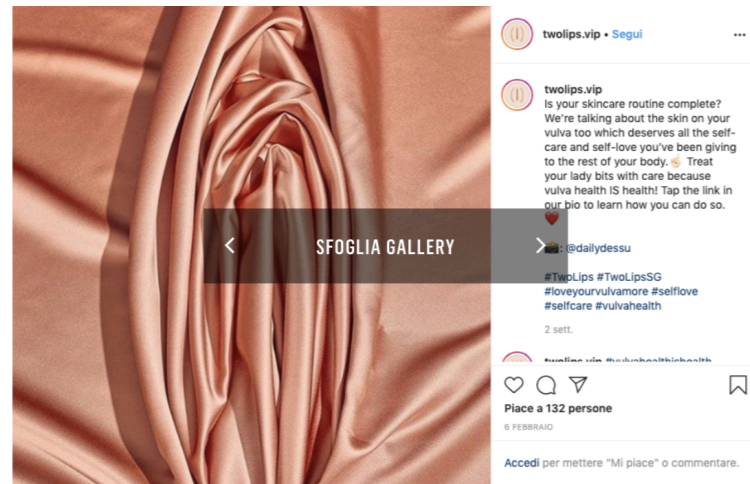 SFOGLIA GALLERY
twolips.vip • Segui
twolips.vip
Is your skincare routine complete?
We're talking about the skin on your
vulva too which deserves all the self-
care and self-love you've been giving
to the rest of your body.☝🏻 Treat
your lady bits with care because
vulva health IS health! Tap the link in
our bio to learn how you can do so.
❤️
📸: @dailydessu
#TwoLips #TwoLipsSG
#loveyourvulvamore #selflove
#selfcare #vulvahealth
2 sett.
twolips.vip #vulvahealthishealth
Piace a 132 persone
6 FEBBRAIO
Accedi per mettere "Mi piace" o commentare.